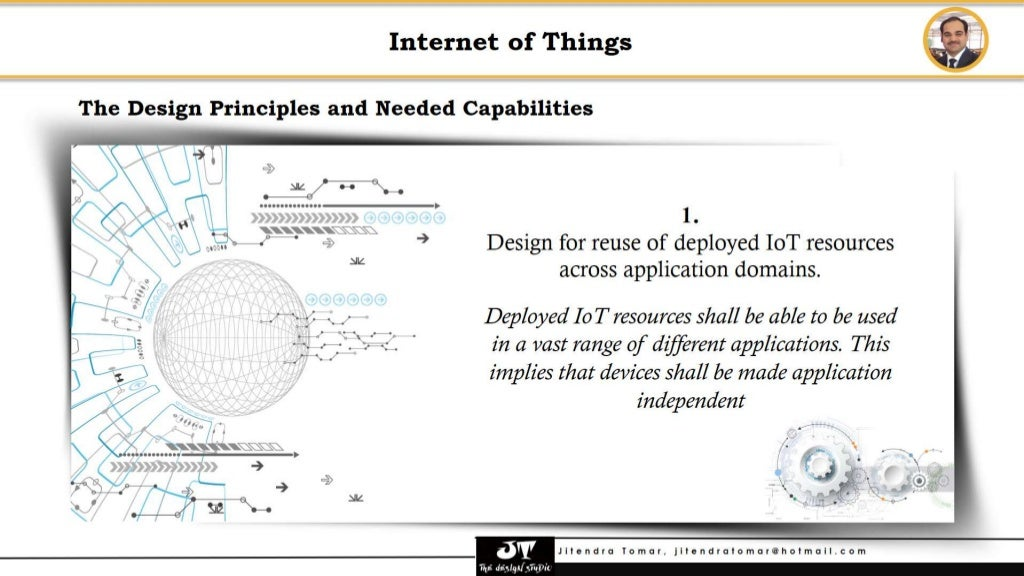 Internet of Things
The Design Principles and Needed Capabilities
1.
Design for reuse of deployed IoT resources
across application domains.
Deployed IoT resources shall be able to be used
in a vast range of different applications. This
implies that devices shall be made application
independent
JT
The Design Studio
Jitendra Tomar, jitendratomar@hotmail.com